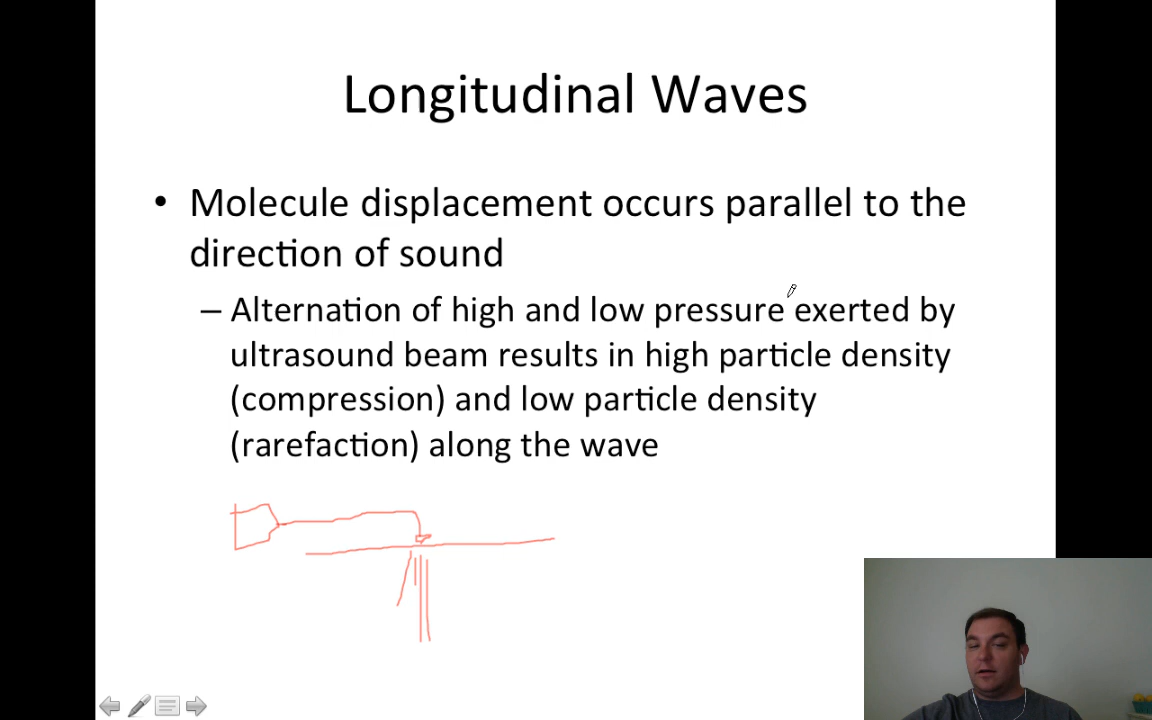 Longitudinal Waves
• Molecule displacement occurs parallel to the
direction of sound
– Alternation of high and low pressure exerted by
ultrasound beam results in high particle density
(compression) and low particle density
(rarefaction) along the wave